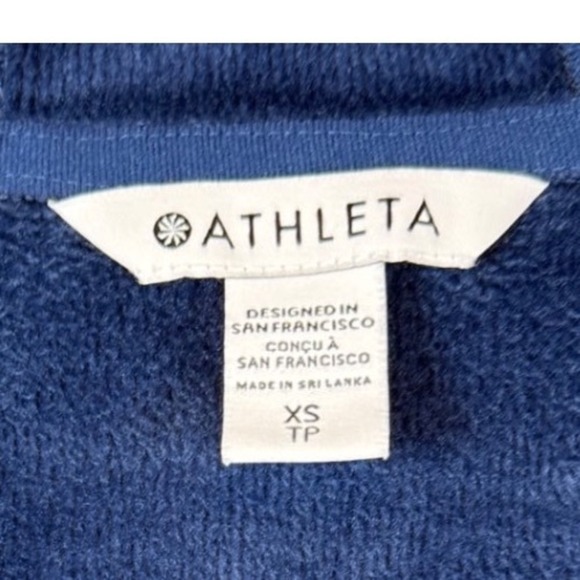 ATHLETA
DESIGNED IN
SAN FRANCISCO
CONÇU À
SAN FRANCISCO
MADE IN SRI LANKA
XS
TP